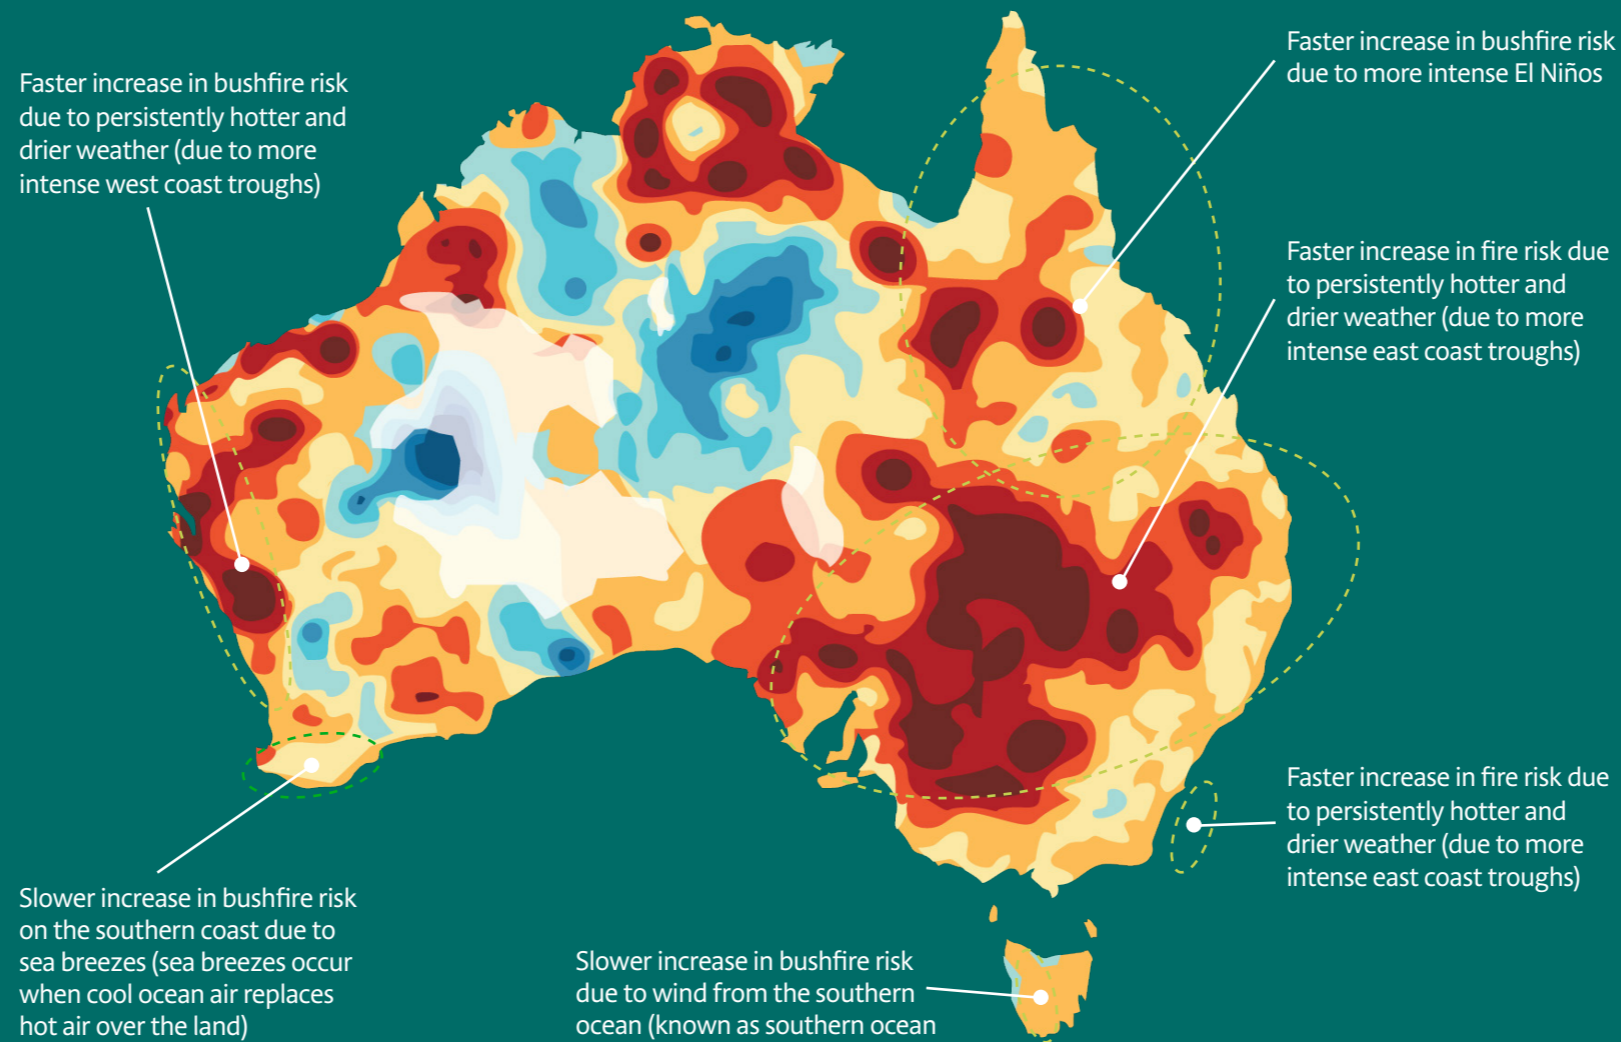 Faster increase in bushfire risk
due to persistently hotter and
drier weather (due to more
intense west coast troughs)
Faster increase in bushfire risk
due to more intense El Niños
Faster increase in fire risk due
to persistently hotter and
drier weather (due to more
intense east coast troughs)
Faster increase in fire risk due
to persistently hotter and
drier weather (due to more
intense east coast troughs)
Slower increase in bushfire risk
on the southern coast due to
sea breezes (sea breezes occur
when cool ocean air replaces
hot air over the land)
Slower increase in bushfire risk
due to wind from the southern
ocean (known as southern ocean